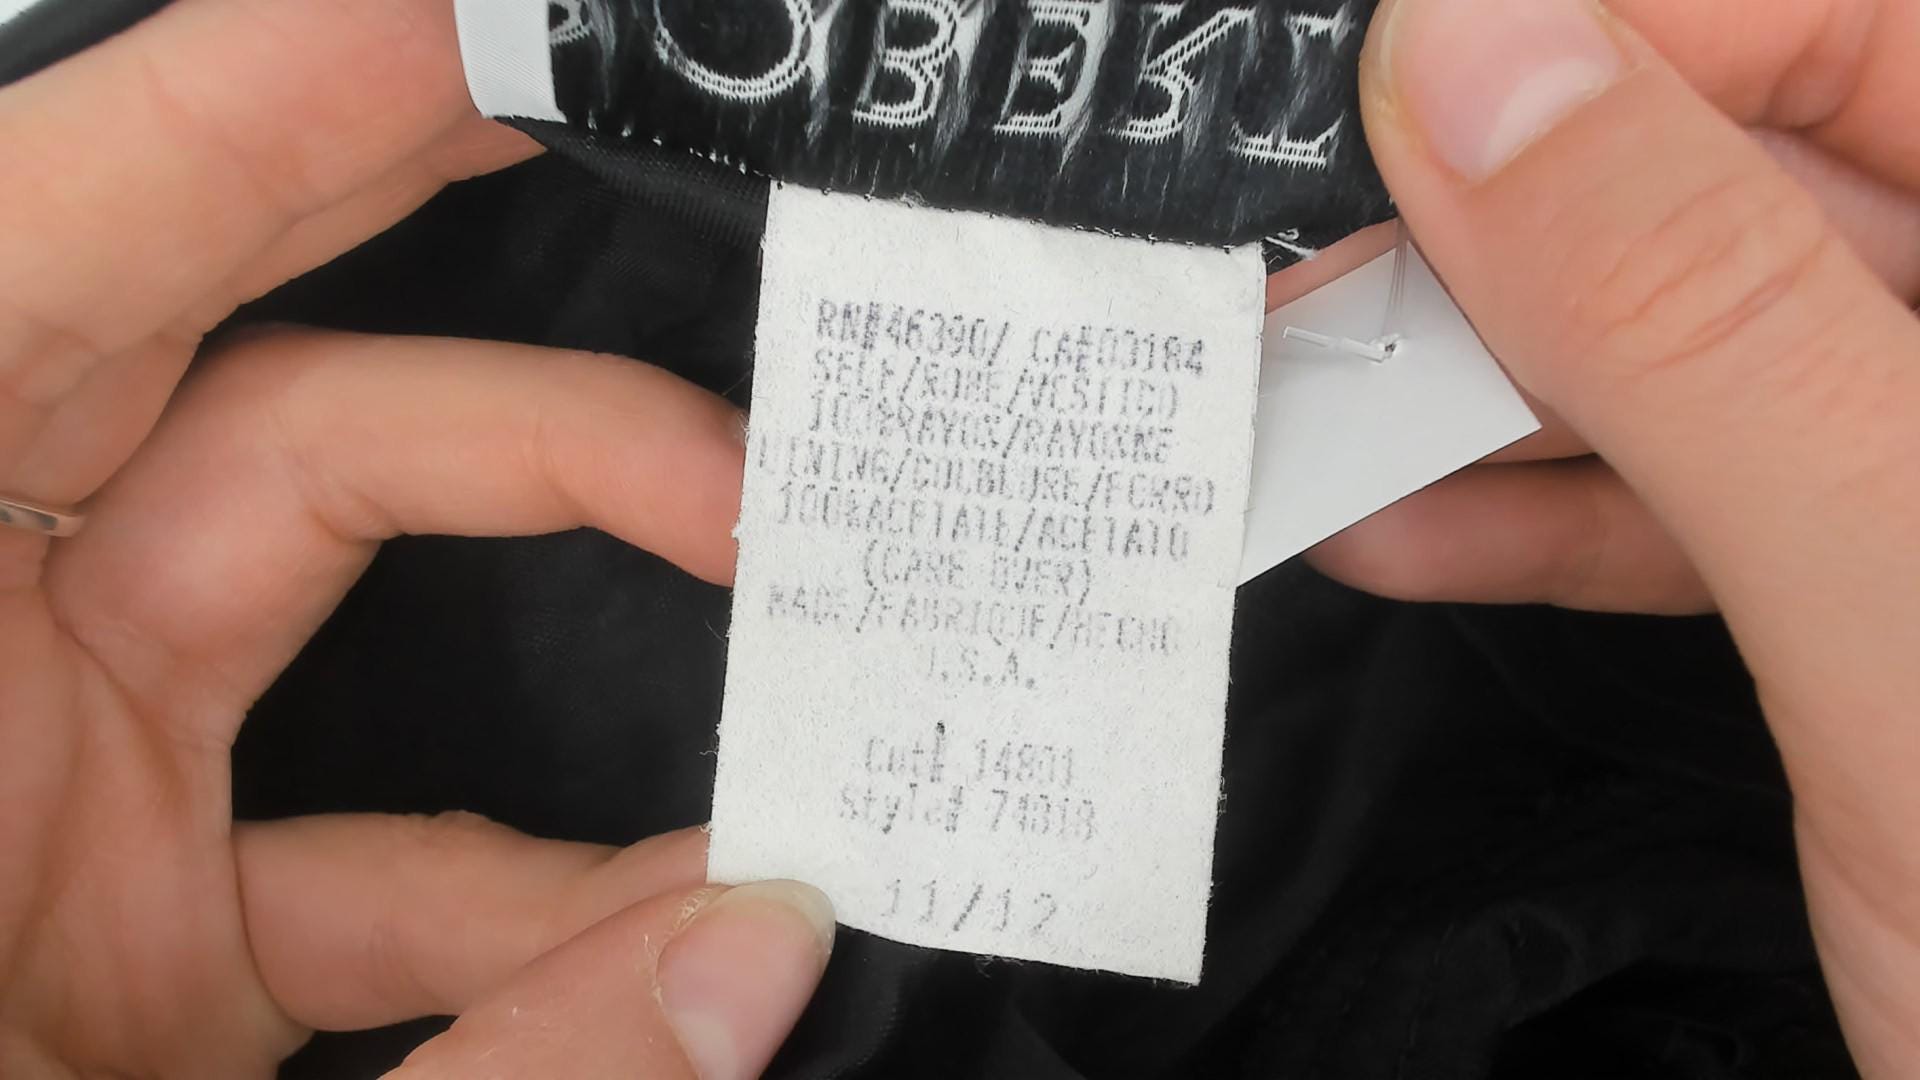 OBERT
RN#46390/ CA#03184
SELF/ROBE/VESTIDO
100%RAYON/RAYONNE
LINING/DOUBLURE/FORRO
100%ACETATE/ACETATO
(CARE OVER)
MADE/FABRIQUE/HECHO
U.S.A.
Cut# 14801
Style# 74818
11/12